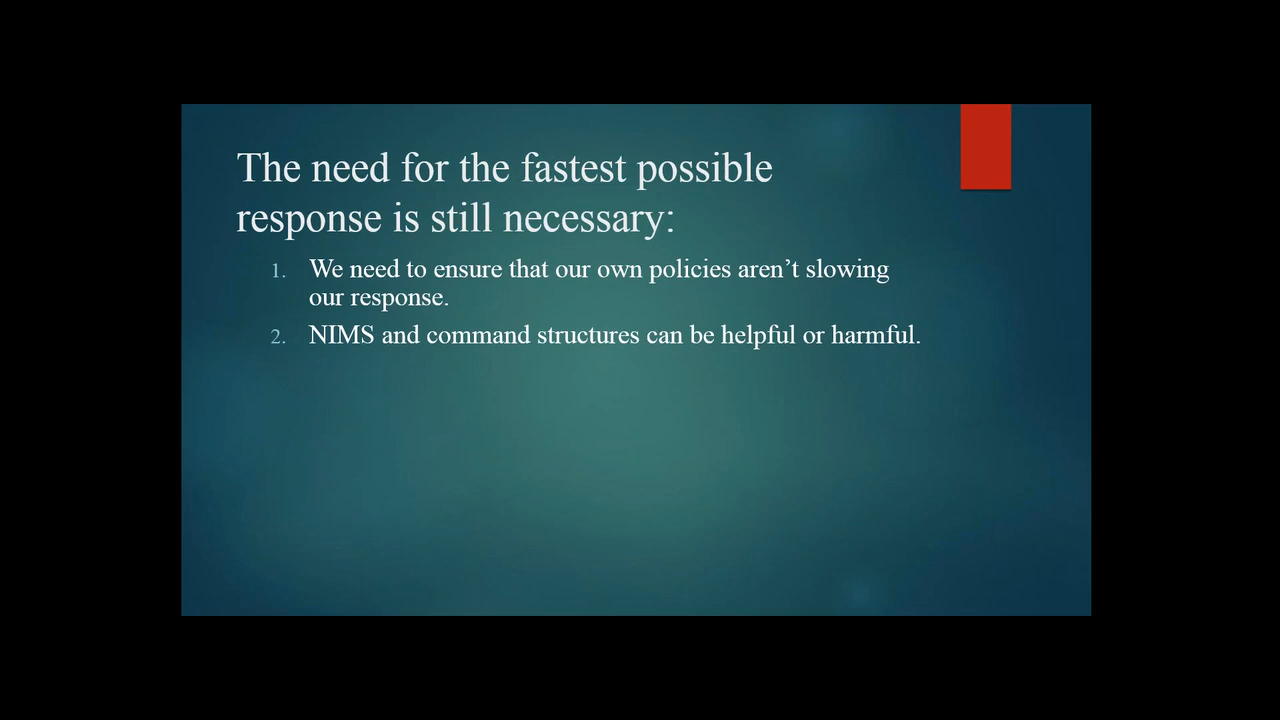 The need for the fastest possible
response is still necessary:
1. We need to ensure that our own policies aren’t slowing
our response.
2. NIMS and command structures can be helpful or harmful.